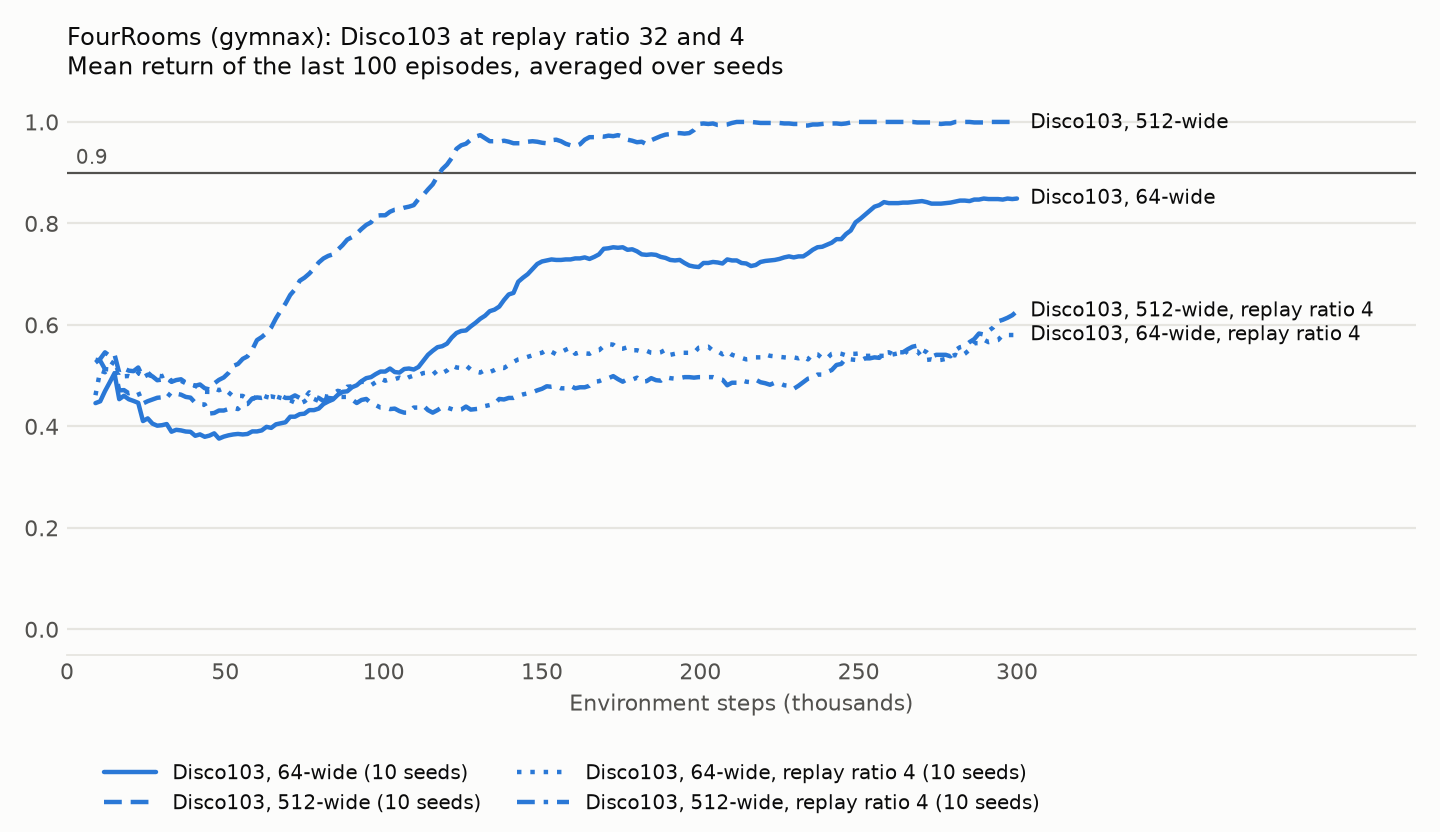 FourRooms (gymnax): Disco103 at replay ratio 32 and 4
Mean return of the last 100 episodes, averaged over seeds
1.0
Disco103, 512-wide
0.9
0.8
Disco103, 64-wide
0.6
Disco103, 512-wide, replay ratio 4
Disco103, 64-wide, replay ratio 4
0.4
0.2
0.0
0 50 100 150 200 250 300
Environment steps (thousands)
Disco103, 64-wide (10 seeds)
Disco103, 512-wide (10 seeds)
Disco103, 64-wide, replay ratio 4 (10 seeds)
Disco103, 512-wide, replay ratio 4 (10 seeds)